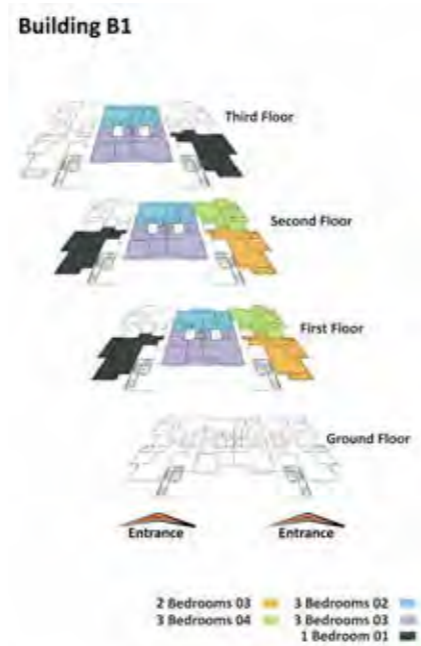 Building B1
Third Floor
Second Floor
First Floor
Ground Floor
Entrance Entrance
2 Bedrooms 03 3 Bedrooms 02
3 Bedrooms 04 3 Bedrooms 03
1 Bedroom 01